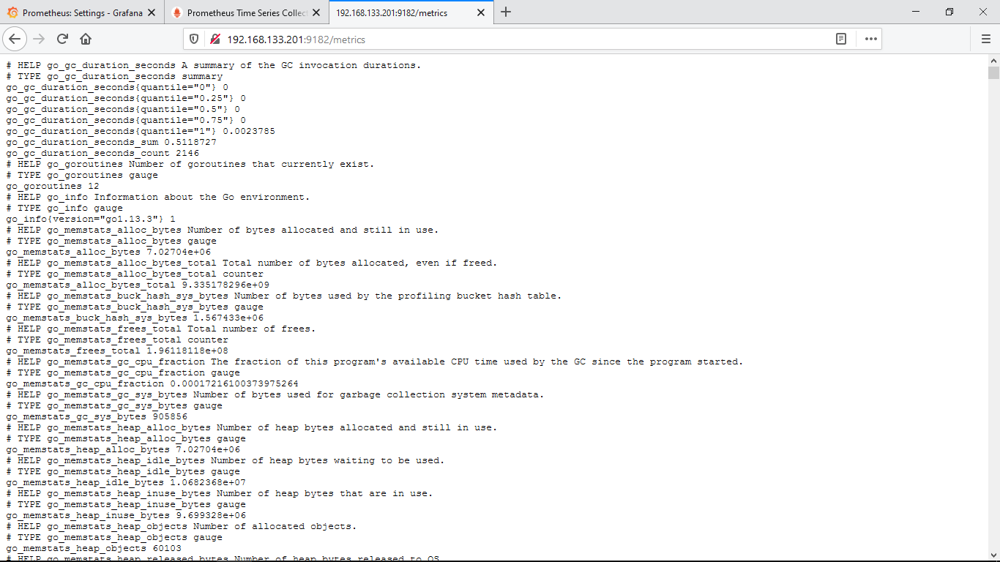 Prometheus: Settings - Grafana
Prometheus Time Series Collec
192.168.133.201:9182/metrics
192.168.133.201:9182/metrics
# HELP go_gc_duration_seconds A summary of the GC invocation durations.
# TYPE go_gc_duration_seconds summary
go_gc_duration_seconds{quantile="0"} 0
go_gc_duration_seconds{quantile="0.25"} 0
go_gc_duration_seconds{quantile="0.5"} 0
go_gc_duration_seconds{quantile="0.75"} 0
go_gc_duration_seconds{quantile="1"} 0.0023785
go_gc_duration_seconds_sum 0.5118727
go_gc_duration_seconds_count 2146
# HELP go_goroutines Number of goroutines that currently exist.
# TYPE go_goroutines gauge
go_goroutines 12
# HELP go_info Information about the Go environment.
# TYPE go_info gauge
go_info{version="go1.13.3"} 1
# HELP go_memstats_alloc_bytes Number of bytes allocated and still in use.
# TYPE go_memstats_alloc_bytes gauge
go_memstats_alloc_bytes 7.02704e+06
# HELP go_memstats_alloc_bytes_total Total number of bytes allocated, even if freed.
# TYPE go_memstats_alloc_bytes_total counter
go_memstats_alloc_bytes_total 9.335178296e+09
# HELP go_memstats_buck_hash_sys_bytes Number of bytes used by the profiling bucket hash table.
# TYPE go_memstats_buck_hash_sys_bytes gauge
go_memstats_buck_hash_sys_bytes 1.567433e+06
# HELP go_memstats_frees_total Total number of frees.
# TYPE go_memstats_frees_total counter
go_memstats_frees_total 1.96118118e+08
# HELP go_memstats_gc_cpu_fraction The fraction of this program's available CPU time used by the GC since the program started.
# TYPE go_memstats_gc_cpu_fraction gauge
go_memstats_gc_cpu_fraction 0.00017216100373975264
# HELP go_memstats_gc_sys_bytes Number of bytes used for garbage collection system metadata.
# TYPE go_memstats_gc_sys_bytes gauge
go_memstats_gc_sys_bytes 905856
# HELP go_memstats_heap_alloc_bytes Number of heap bytes allocated and still in use.
# TYPE go_memstats_heap_alloc_bytes gauge
go_memstats_heap_alloc_bytes 7.02704e+06
# HELP go_memstats_heap_idle_bytes Number of heap bytes waiting to be used.
# TYPE go_memstats_heap_idle_bytes gauge
go_memstats_heap_idle_bytes 1.0682368e+07
# HELP go_memstats_heap_inuse_bytes Number of heap bytes that are in use.
# TYPE go_memstats_heap_inuse_bytes gauge
go_memstats_heap_inuse_bytes 9.699328e+06
# HELP go_memstats_heap_objects Number of allocated objects.
# TYPE go_memstats_heap_objects gauge
go_memstats_heap_objects 60103
# HELP go_memstats_heap_released_bytes Number of heap bytes released to OS.